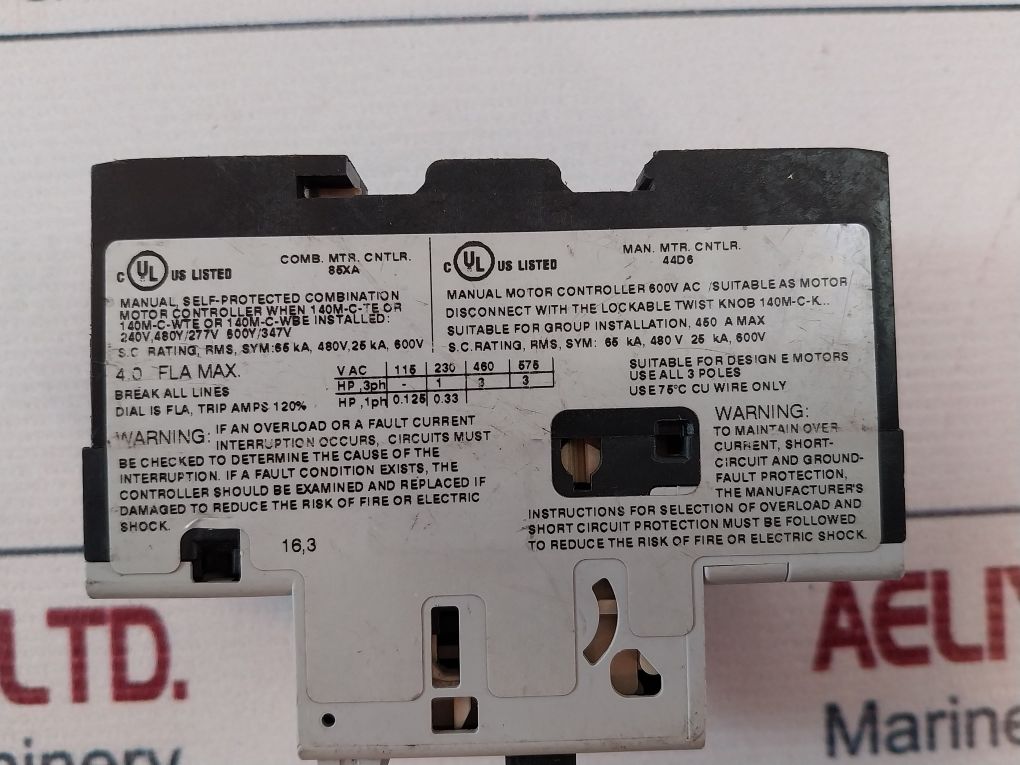 C UL US LISTED
COMB. MTR. CNTLR.
85XA
MANUAL, SELF-PROTECTED COMBINATION
MOTOR CONTROLLER WHEN 140M-C-TE OR
140M-C-WTE OR 140M-C-WBE INSTALLED:
240V,480Y/277V 600Y/347V
S.C RATING, RMS, SYM:65 kA, 480V,25 kA, 600V
C UL US LISTED
MAN. MTR. CNTLR.
44D6
MANUAL MOTOR CONTROLLER 600V AC /SUITABLE AS MOTOR
DISCONNECT WITH THE LOCKABLE TWIST KNOB 140M-C-K...
SUITABLE FOR GROUP INSTALLATION, 450 A MAX
S.C.RATING, RMS, SYM: 65 kA, 480 V 25 kA, 600V
4.0 FLA MAX.
BREAK ALL LINES
DIAL IS FLA, TRIP AMPS 120%
V AC 115 230 460 575
HP ,3ph - 1 3 3
HP ,1ph 0.125 0.33
SUITABLE FOR DESIGN E MOTORS
USE ALL 3 POLES
USE 75°C CU WIRE ONLY
WARNING: IF AN OVERLOAD OR A FAULT CURRENT
INTERRUPTION OCCURS, CIRCUITS MUST
BE CHECKED TO DETERMINE THE CAUSE OF THE
INTERRUPTION. IF A FAULT CONDITION EXISTS, THE
CONTROLLER SHOULD BE EXAMINED AND REPLACED IF
DAMAGED TO REDUCE THE RISK OF FIRE OR ELECTRIC
SHOCK.
16,3
WARNING:
TO MAINTAIN OVER
CURRENT, SHORT-
CIRCUIT AND GROUND-
FAULT PROTECTION,
THE MANUFACTURER'S
INSTRUCTIONS FOR SELECTION OF OVERLOAD AND
SHORT CIRCUIT PROTECTION MUST BE FOLLOWED
TO REDUCE THE RISK OF FIRE OR ELECTRIC SHOCK.
LTD.
AELIY
Marine